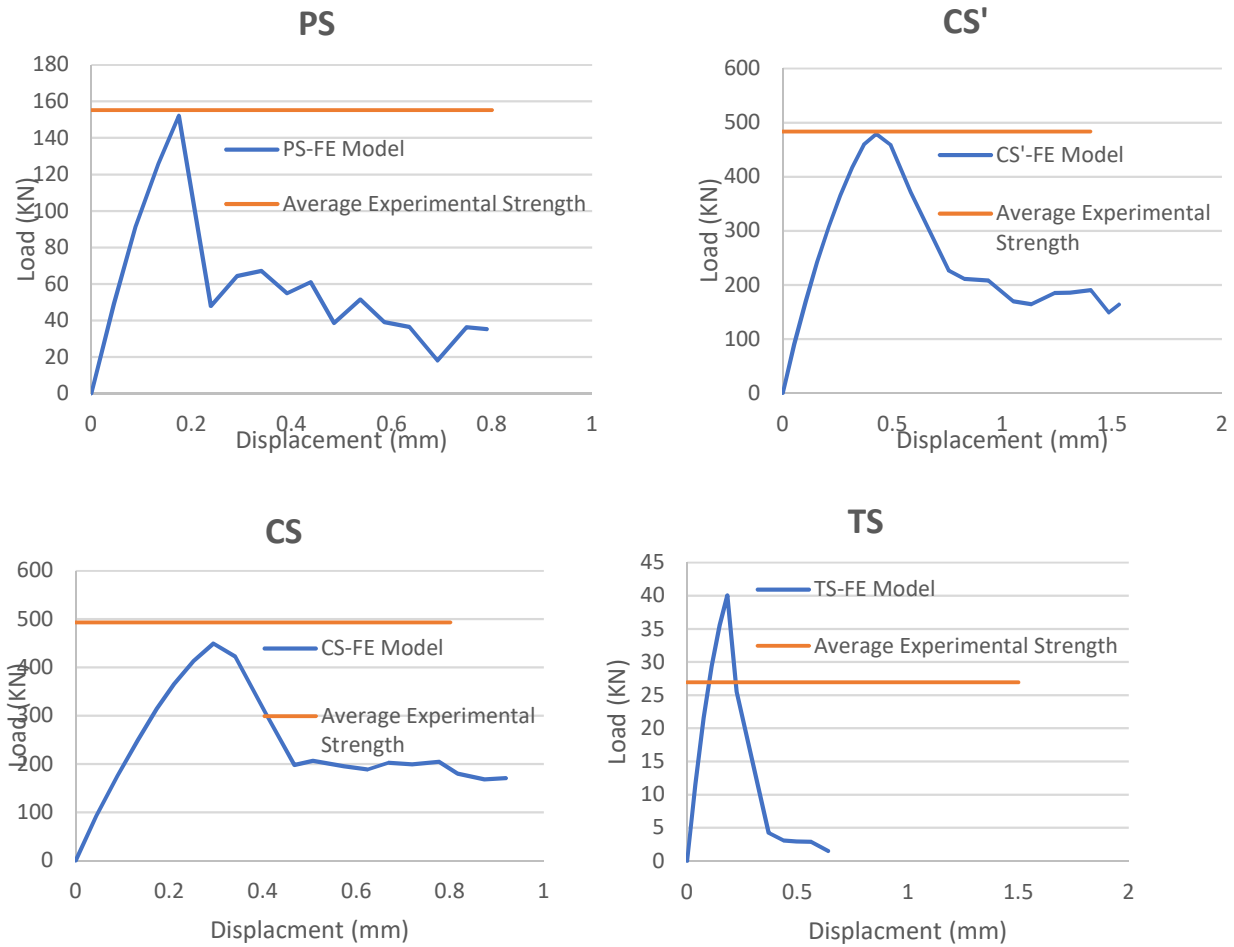 PS
180
160
140
120
100
80
60
40
20
0
Load (KN)
PS-FE Model
Average Experimental Strength
0 0.2 0.4 0.6 0.8 1
Displacement (mm)
CS'
600
500
400
300
200
100
0
Load (KN)
CS'-FE Model
Average Experimental
Strength
0 0.5 1 1.5 2
Displacement (mm)
CS
600
500
400
300
200
100
0
Load (KN)
CS-FE Model
Average Experimental
Strength
0 0.2 0.4 0.6 0.8 1
Displacment (mm)
TS
45
40
35
30
25
20
15
10
5
0
Load (KN)
TS-FE Model
Average Experimental Strength
0 0.5 1 1.5 2
Displacment (mm)